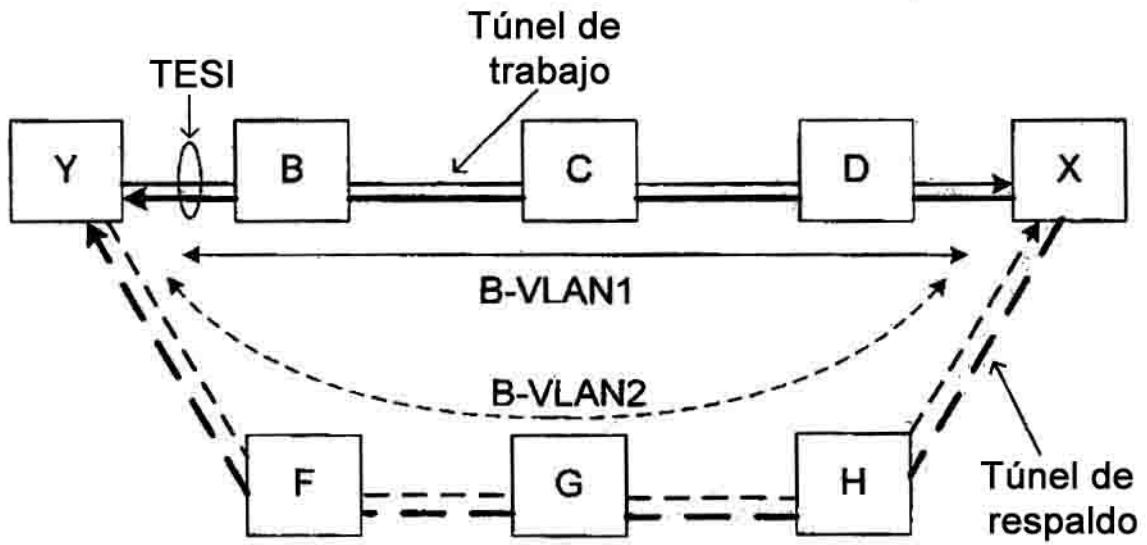 Túnel de
trabajo
TESI
Y
B
C
D
X
B-VLAN1
B-VLAN2
F
G
H
Túnel de
respaldo